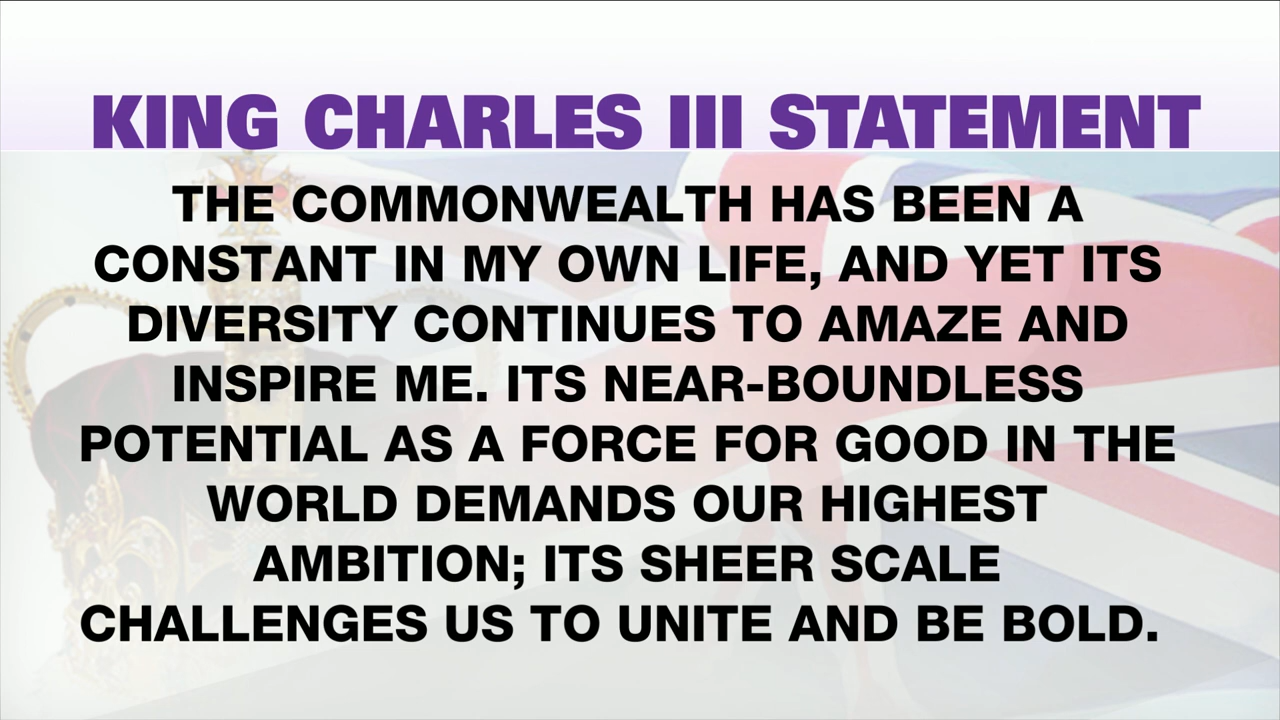 KING CHARLES III STATEMENT
THE COMMONWEALTH HAS BEEN A
CONSTANT IN MY OWN LIFE, AND YET ITS
DIVERSITY CONTINUES TO AMAZE AND
INSPIRE ME. ITS NEAR-BOUNDLESS
POTENTIAL AS A FORCE FOR GOOD IN THE
WORLD DEMANDS OUR HIGHEST
AMBITION; ITS SHEER SCALE
CHALLENGES US TO UNITE AND BE BOLD.